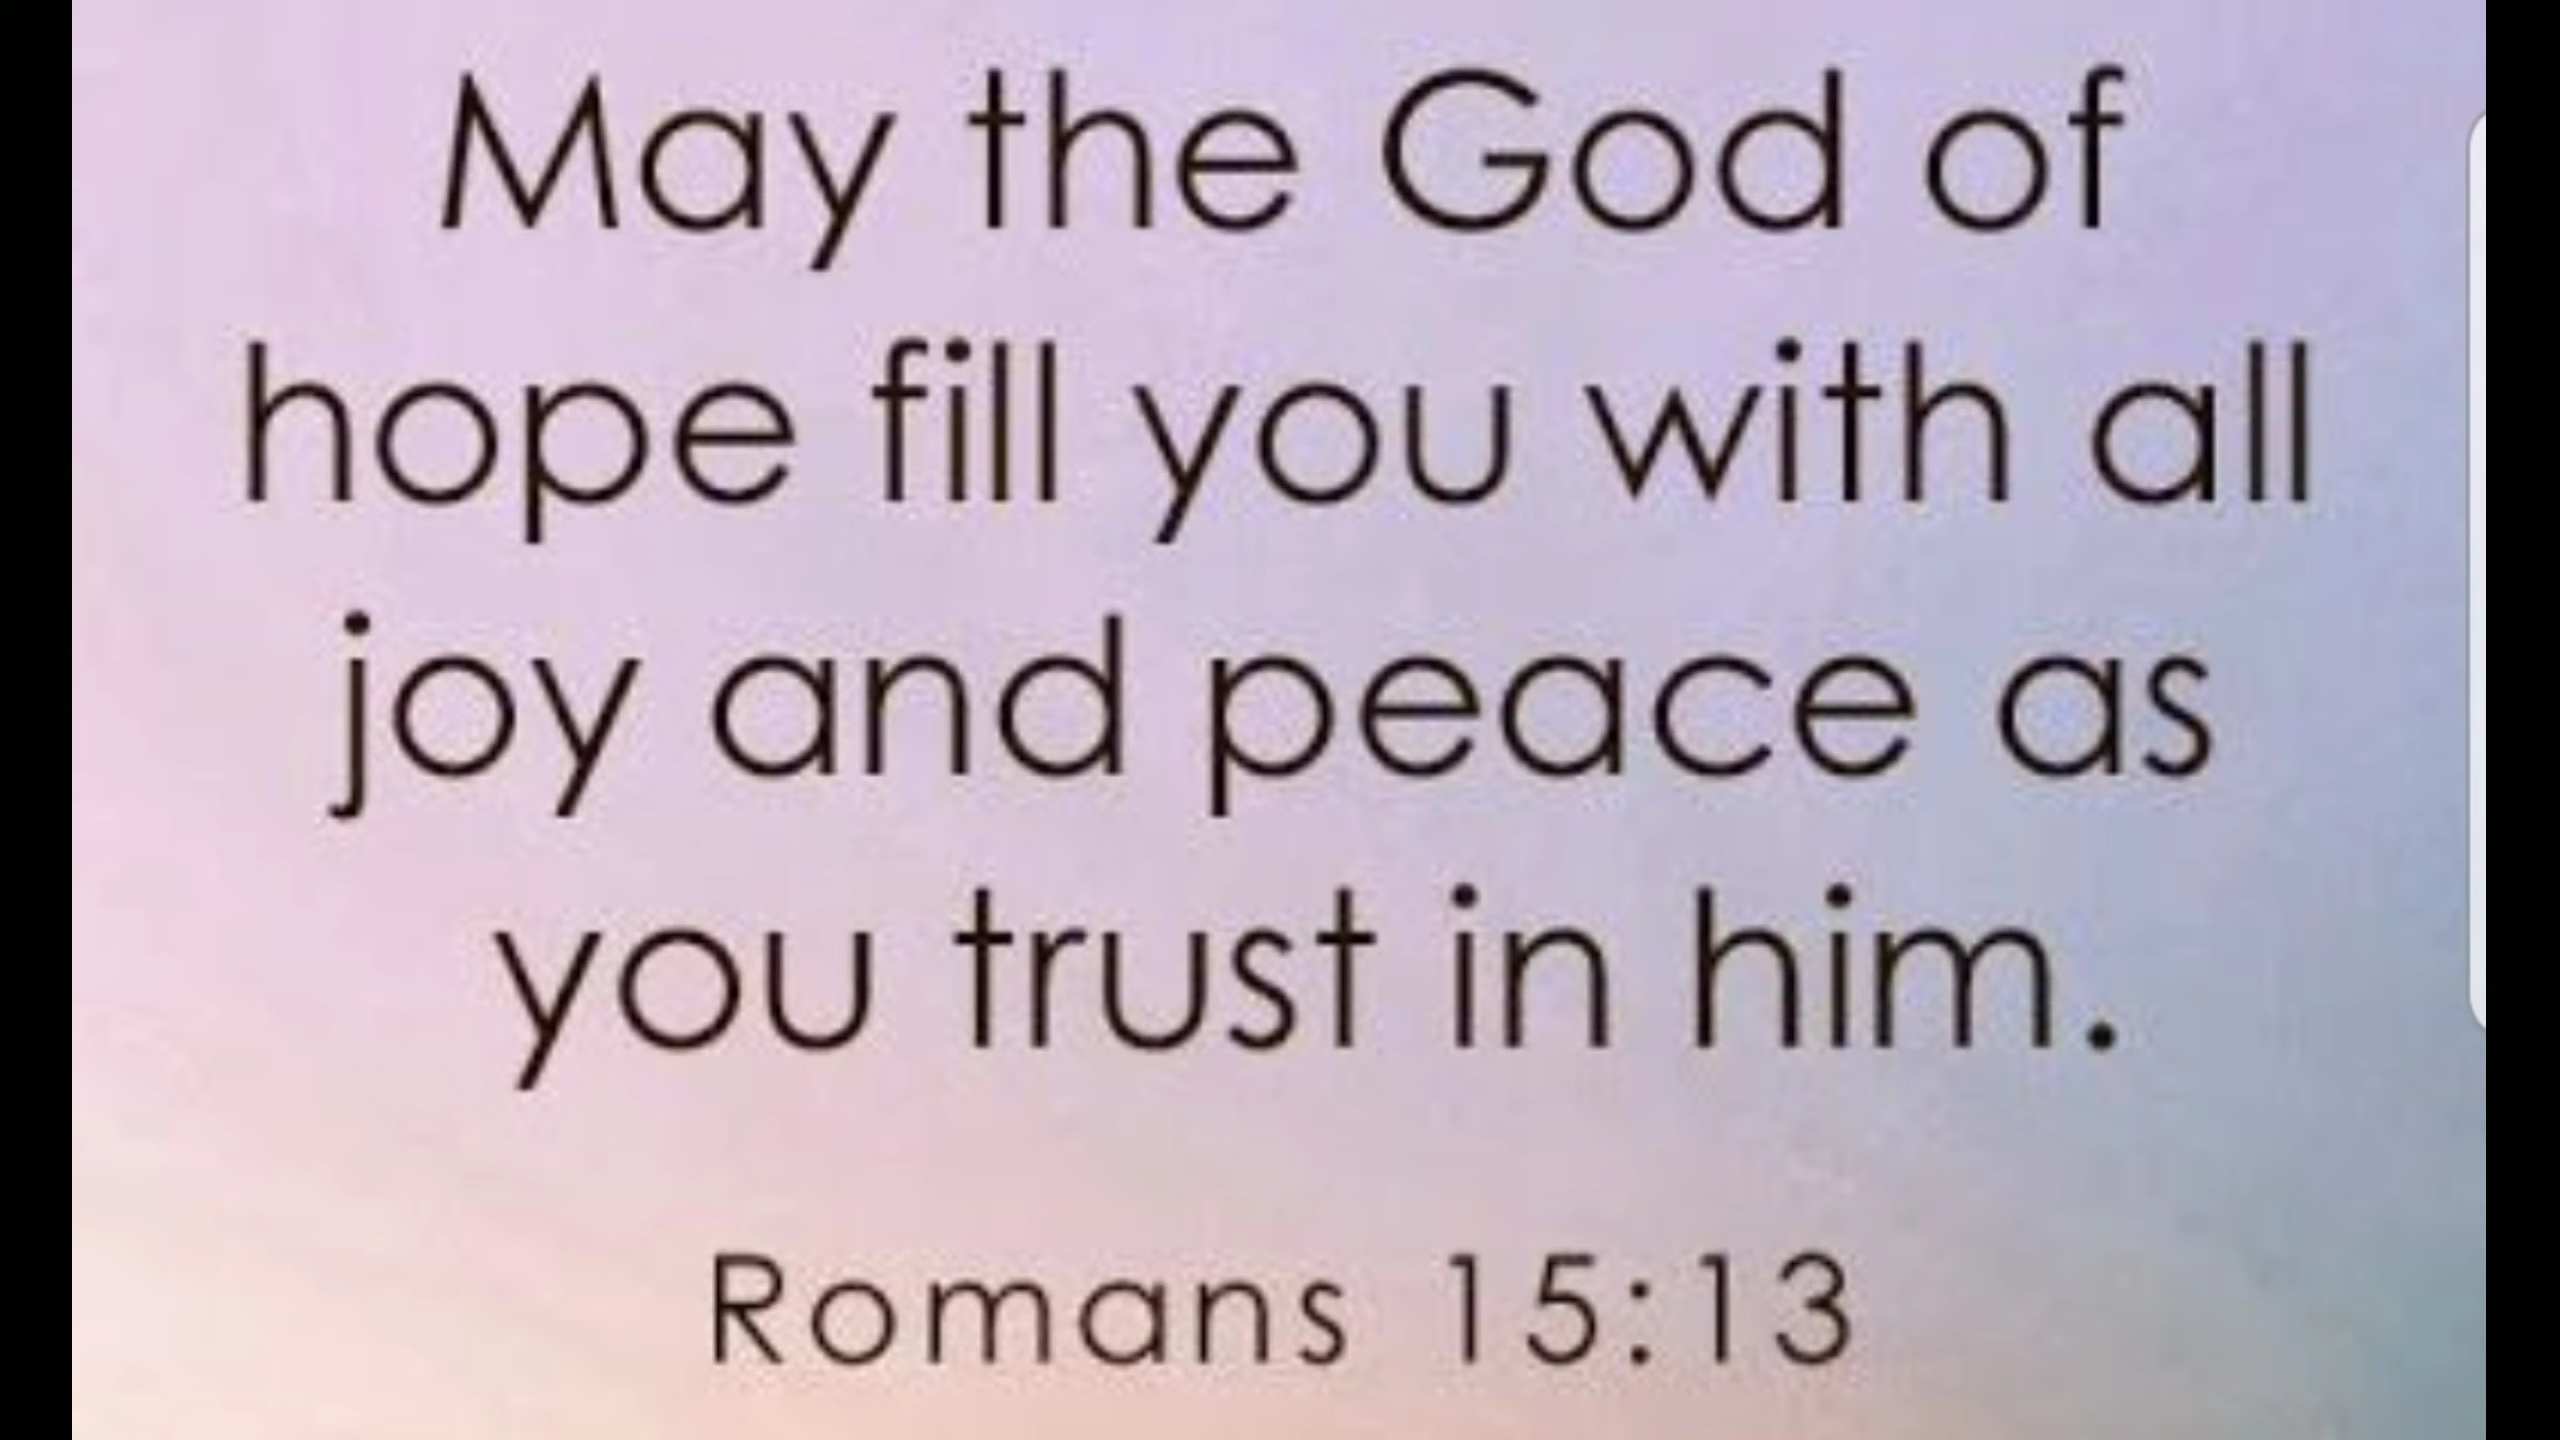 May the God of
hope fill you with all
joy and peace as
you trust in him.
Romans 15:13